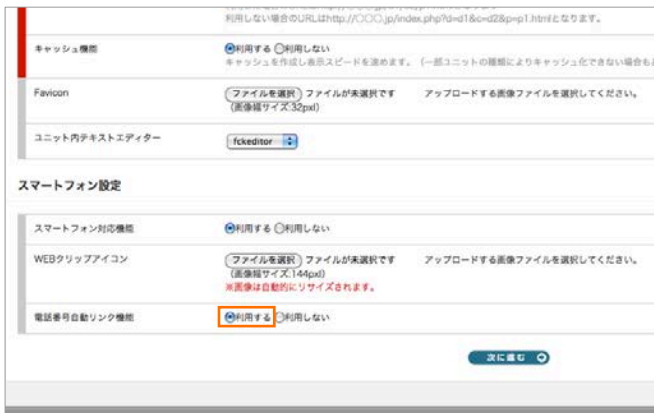 利用しない場合のURLはhttp://○○○.jp/index.php?d=d1&c=d2&p=p1.htmlとなります。
キャッシュ機能
利用する 利用しない
キャッシュを作成し表示スピードを速めます。 (一部ユニットの種類によりキャッシュ化できない場合も
Favicon
ファイルを選択 ファイルが未選択です アップロードする画像ファイルを選択してください。
(画像幅サイズ:32pxl)
ユニット内テキストエディター
fckeditor
スマートフォン設定
スマートフォン対応機能
利用する 利用しない
WEBクリップアイコン
ファイルを選択 ファイルが未選択です アップロードする画像ファイルを選択してください。
(画像幅サイズ:144pxl)
※画像は自動的にリサイズされます。
電話番号自動リンク機能
利用する 利用しない
次に進む